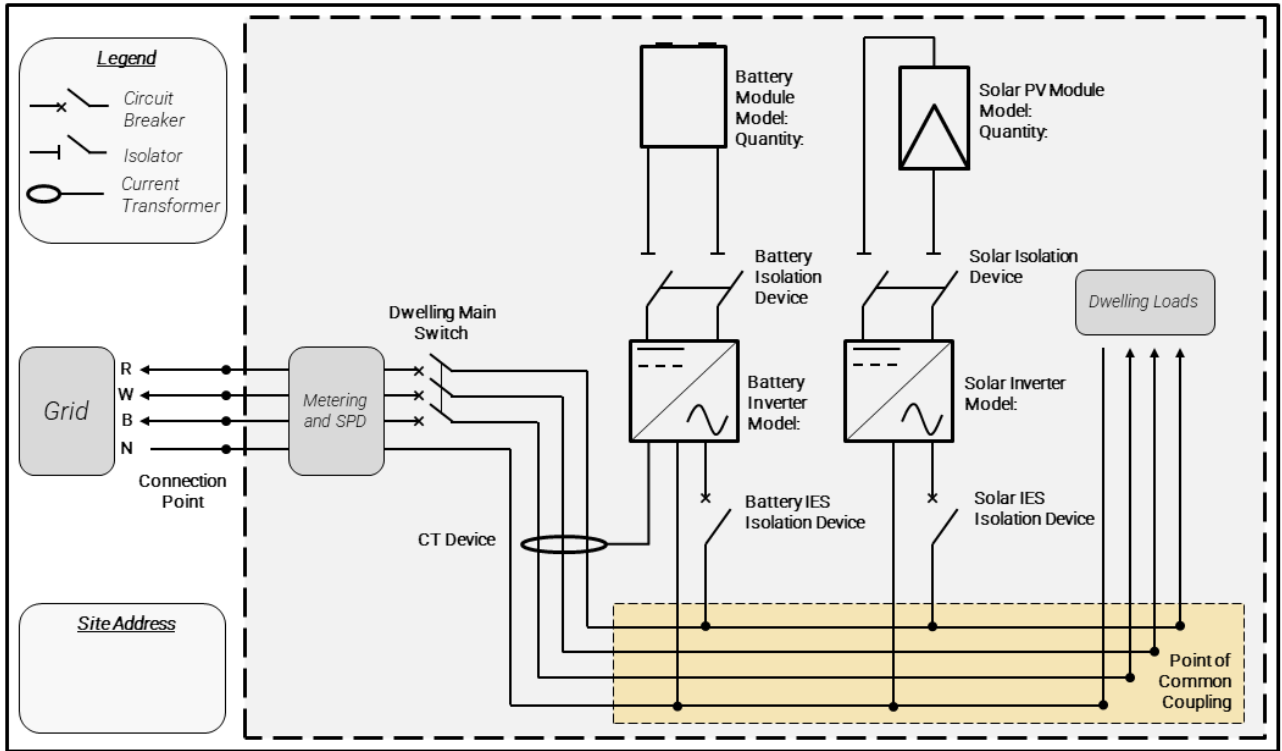 Legend
Circuit
Breaker
Isolator
Current
Transformer
Battery
Module
Model:
Quantity:
Solar PV Module
Model:
Quantity:
Battery
Isolation
Device
Solar Isolation
Device
Dwelling Loads
Dwelling Main
Switch
Grid
R
W
B
N
Metering
and SPD
Connection
Point
Battery
Inverter
Model:
Solar Inverter
Model:
Battery IES
Isolation Device
Solar IES
Isolation Device
CT Device
Site Address
Point of
Common
Coupling